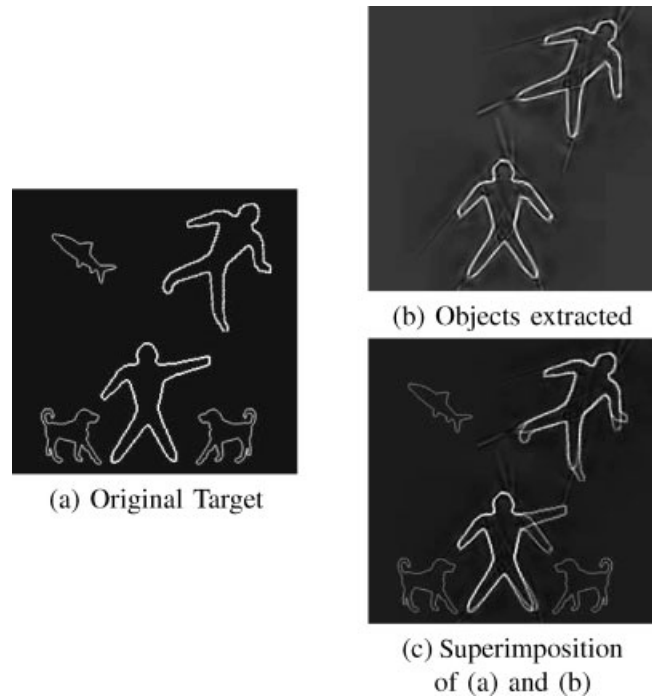 (a) Original Target
(b) Objects extracted
(c) Superimposition
of (a) and (b)